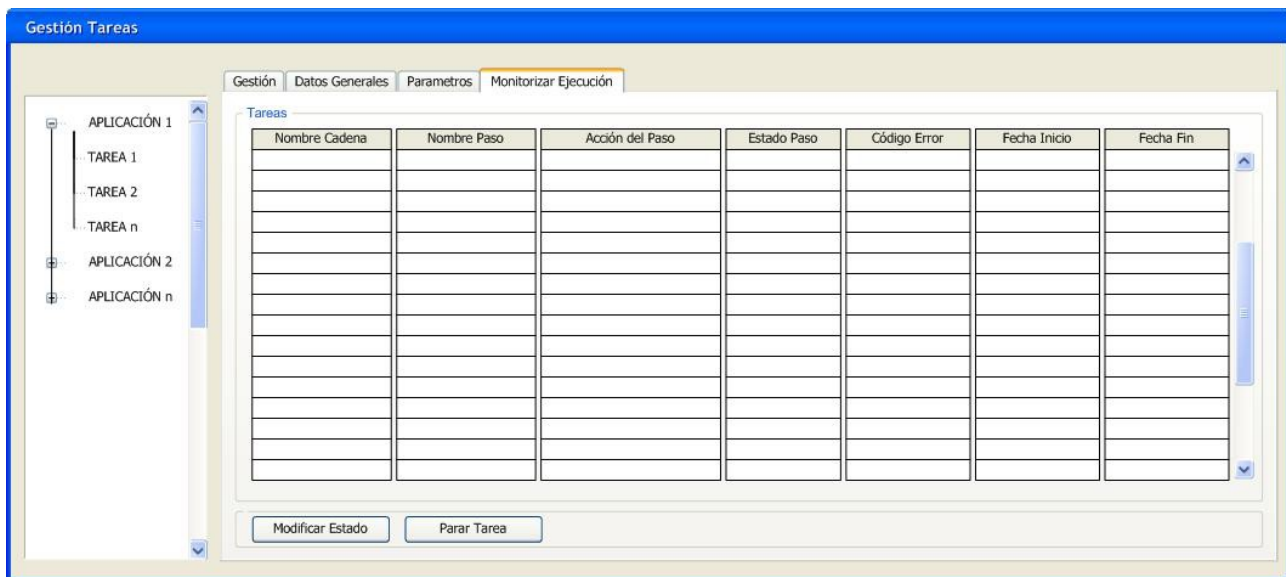 Gestión Tareas
Gestión Datos Generales Parametros Monitorizar Ejecución
APLICACIÓN 1
TAREA 1
TAREA 2
TAREA n
APLICACIÓN 2
APLICACIÓN n
Tareas
Nombre Cadena Nombre Paso Acción del Paso Estado Paso Código Error Fecha Inicio Fecha Fin
Modificar Estado Parar Tarea